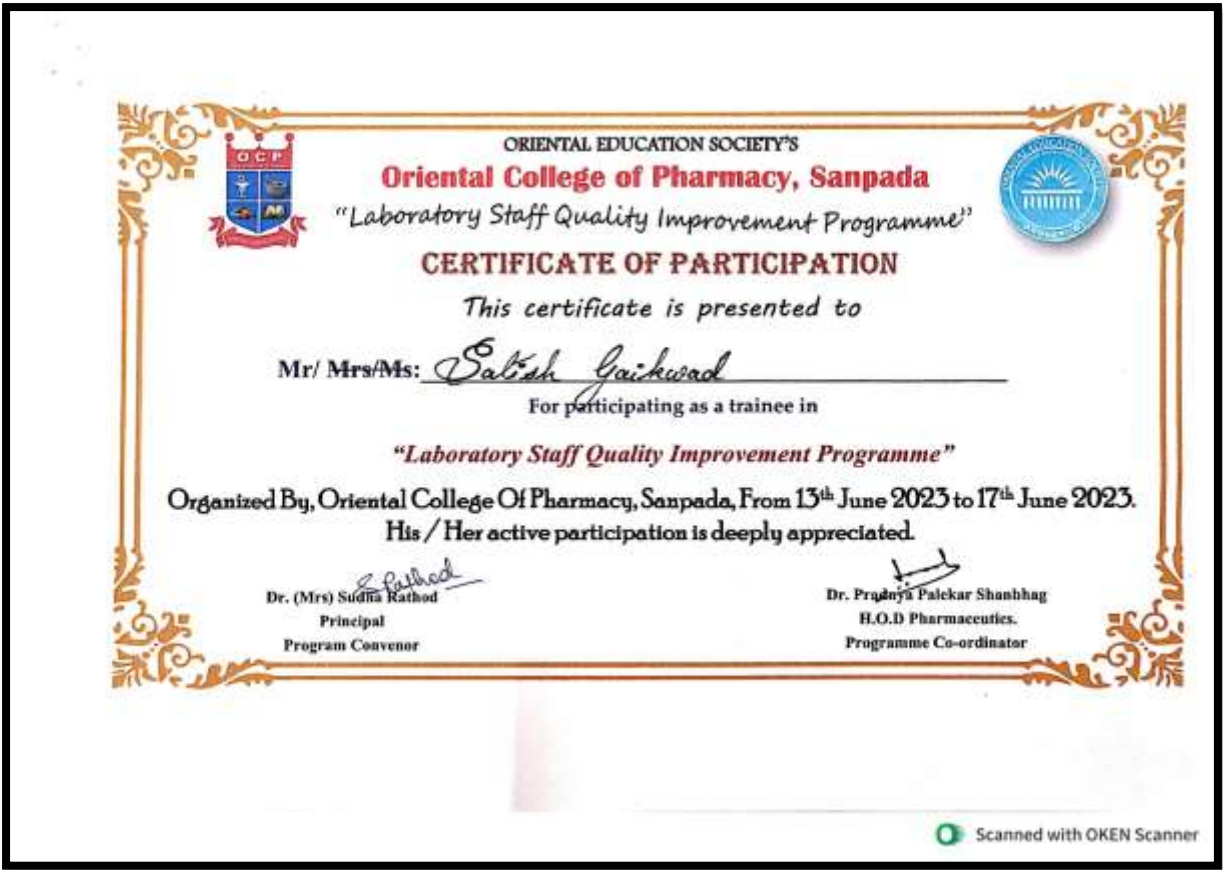 OCP
ORIENTAL EDUCATION SOCIETY'S
Oriental College of Pharmacy, Sanpada
"Laboratory Staff Quality Improvement Programme"
CERTIFICATE OF PARTICIPATION
This certificate is presented to
Mr/ Mrs/Ms: Satish Gaikwad
For participating as a trainee in
"Laboratory Staff Quality Improvement Programme"
Organized By, Oriental College Of Pharmacy, Sanpada, From 13th June 2023 to 17th June 2023.
His / Her active participation is deeply appreciated.
SRathod
Dr. (Mrs) Sudha Rathod
Principal
Program Convenor
Dr. Pradnya Palekar Shanbhag
H.O.D Pharmaceutics.
Programme Co-ordinator
Scanned with OKEN Scanner